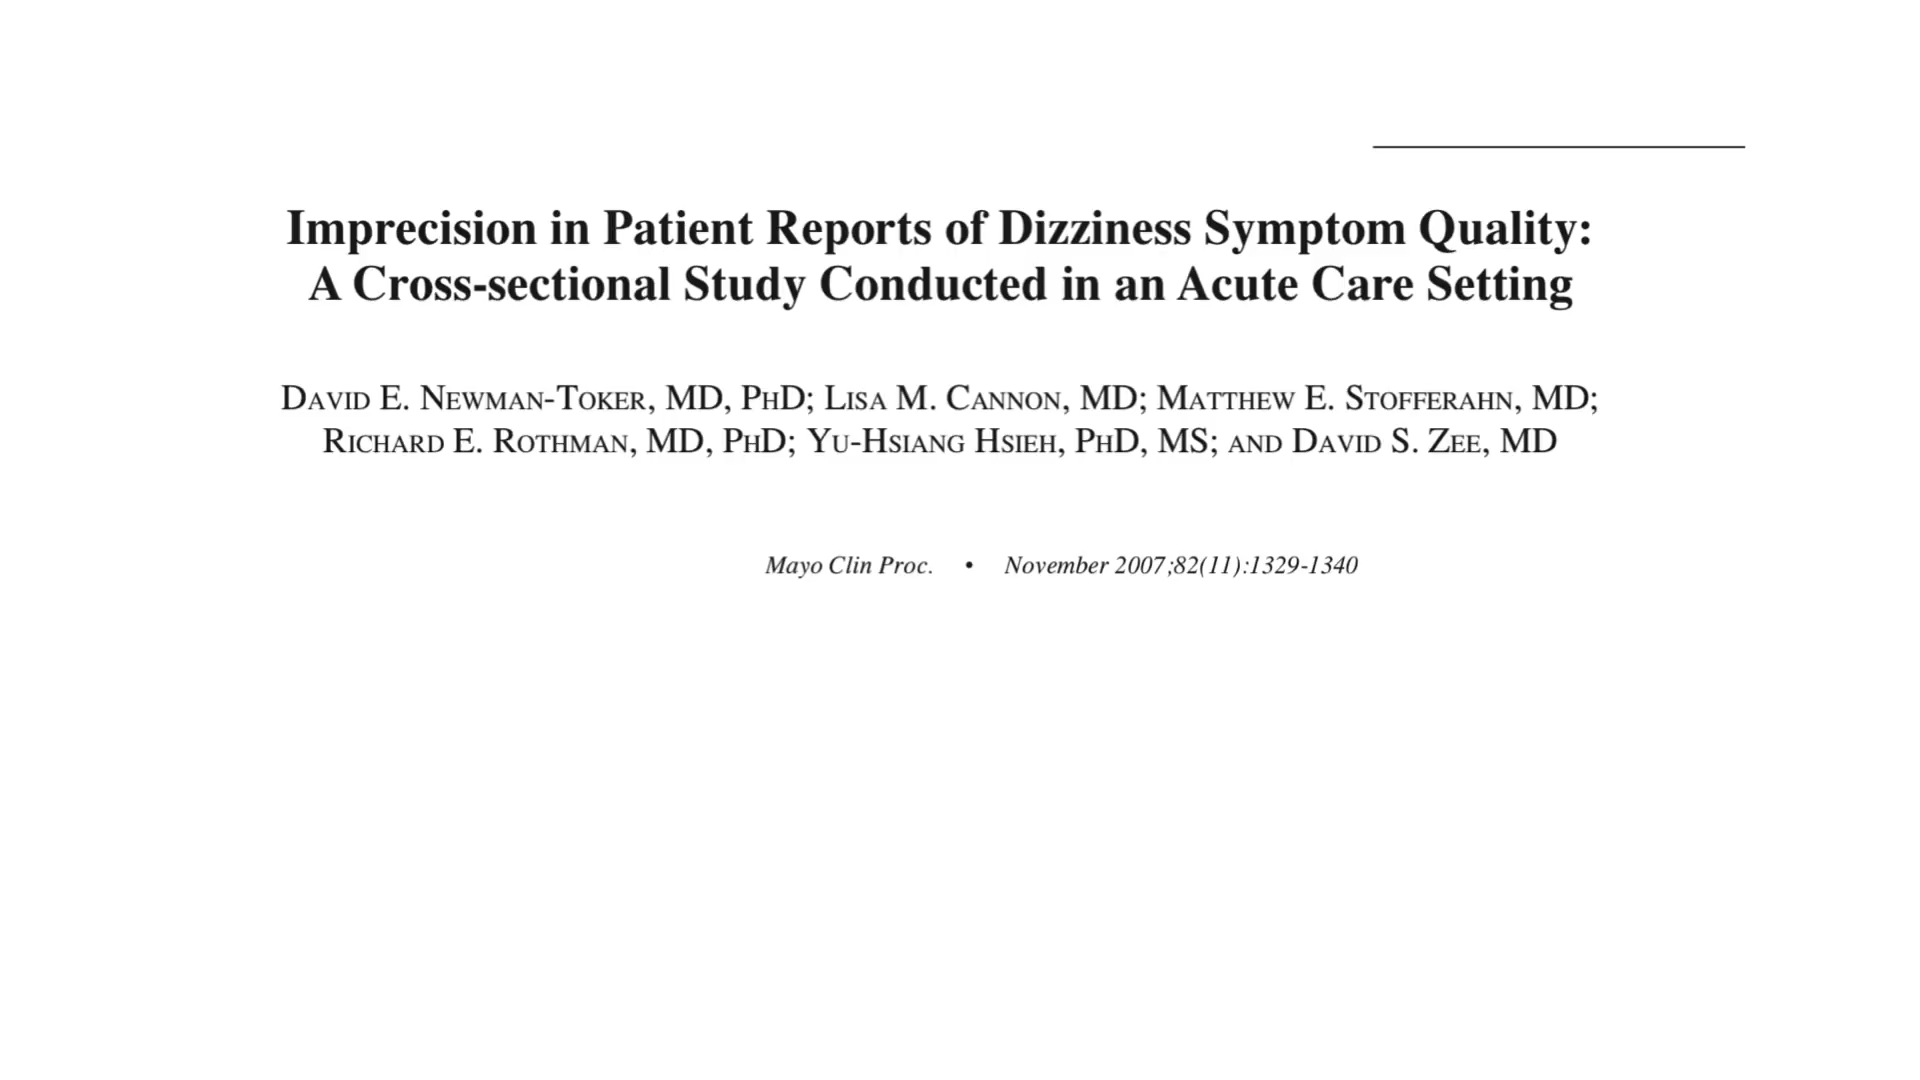 Imprecision in Patient Reports of Dizziness Symptom Quality:
A Cross-sectional Study Conducted in an Acute Care Setting
David E. Newman-Toker, MD, PhD; Lisa M. Cannon, MD; Matthew E. Stofferahn, MD;
Richard E. Rothman, MD, PhD; Yu-Hsiang Hsieh, PhD, MS; and David S. Zee, MD
Mayo Clin Proc. • November 2007;82(11):1329-1340